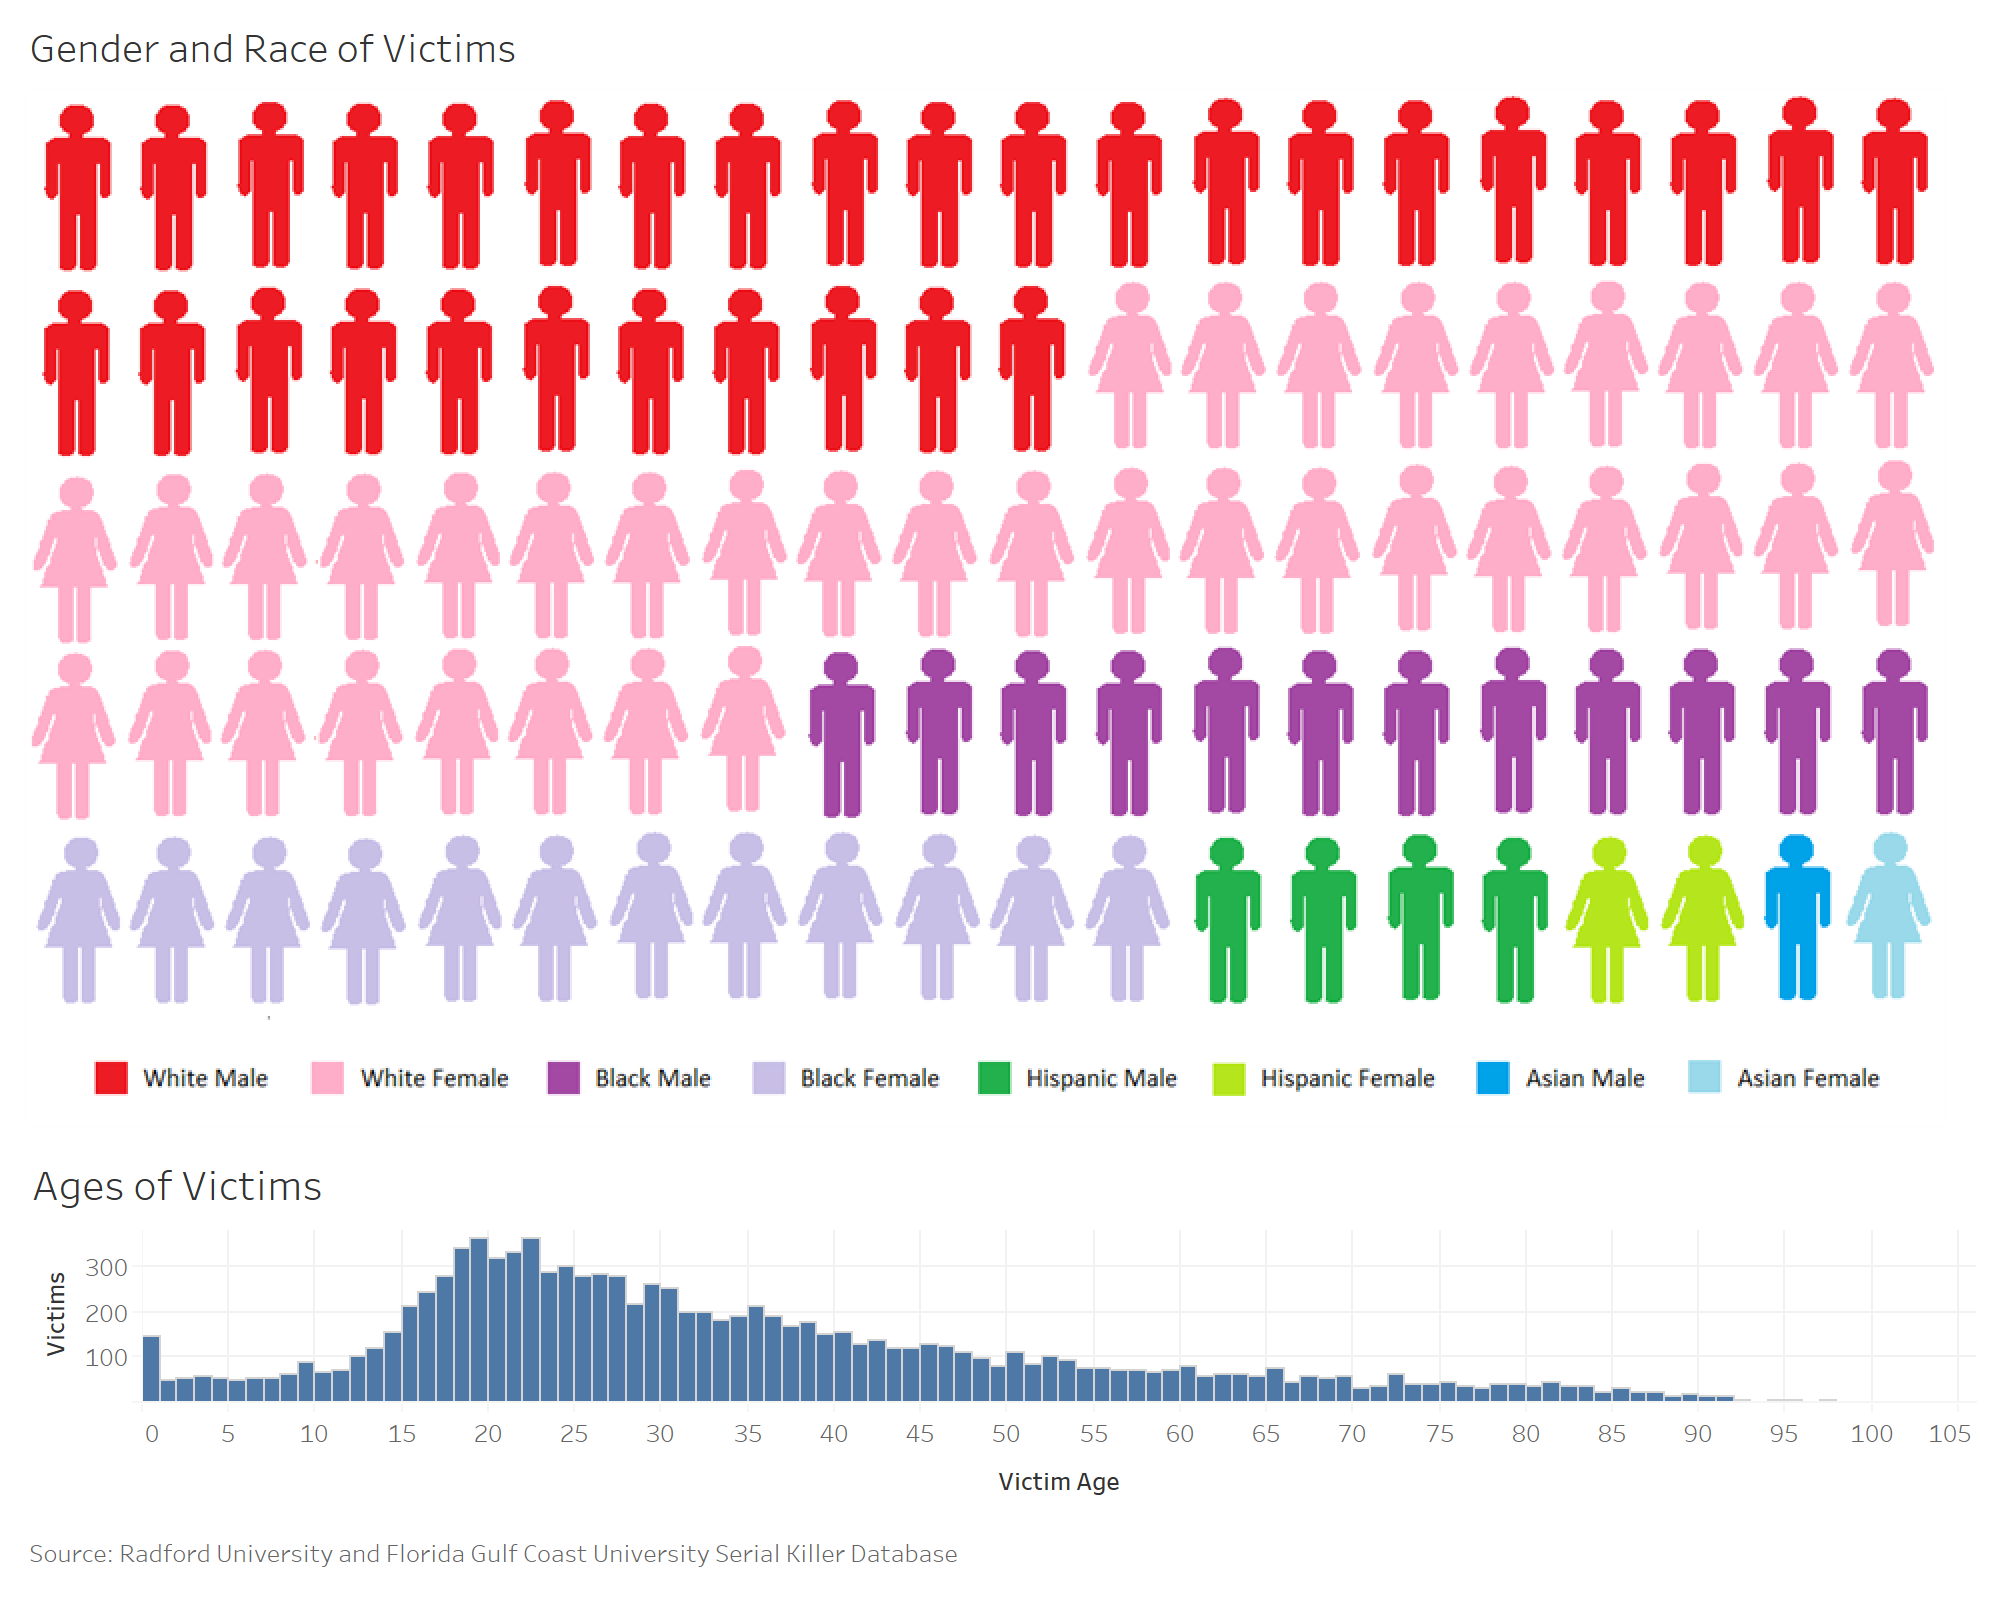 Gender and Race of Victims
White Male White Female Black Male Black Female Hispanic Male Hispanic Female Asian Male Asian Female
Ages of Victims
Victims
300
200
100
0 5 10 15 20 25 30 35 40 45 50 55 60 65 70 75 80 85 90 95 100 105
Victim Age
Source: Radford University and Florida Gulf Coast University Serial Killer Database